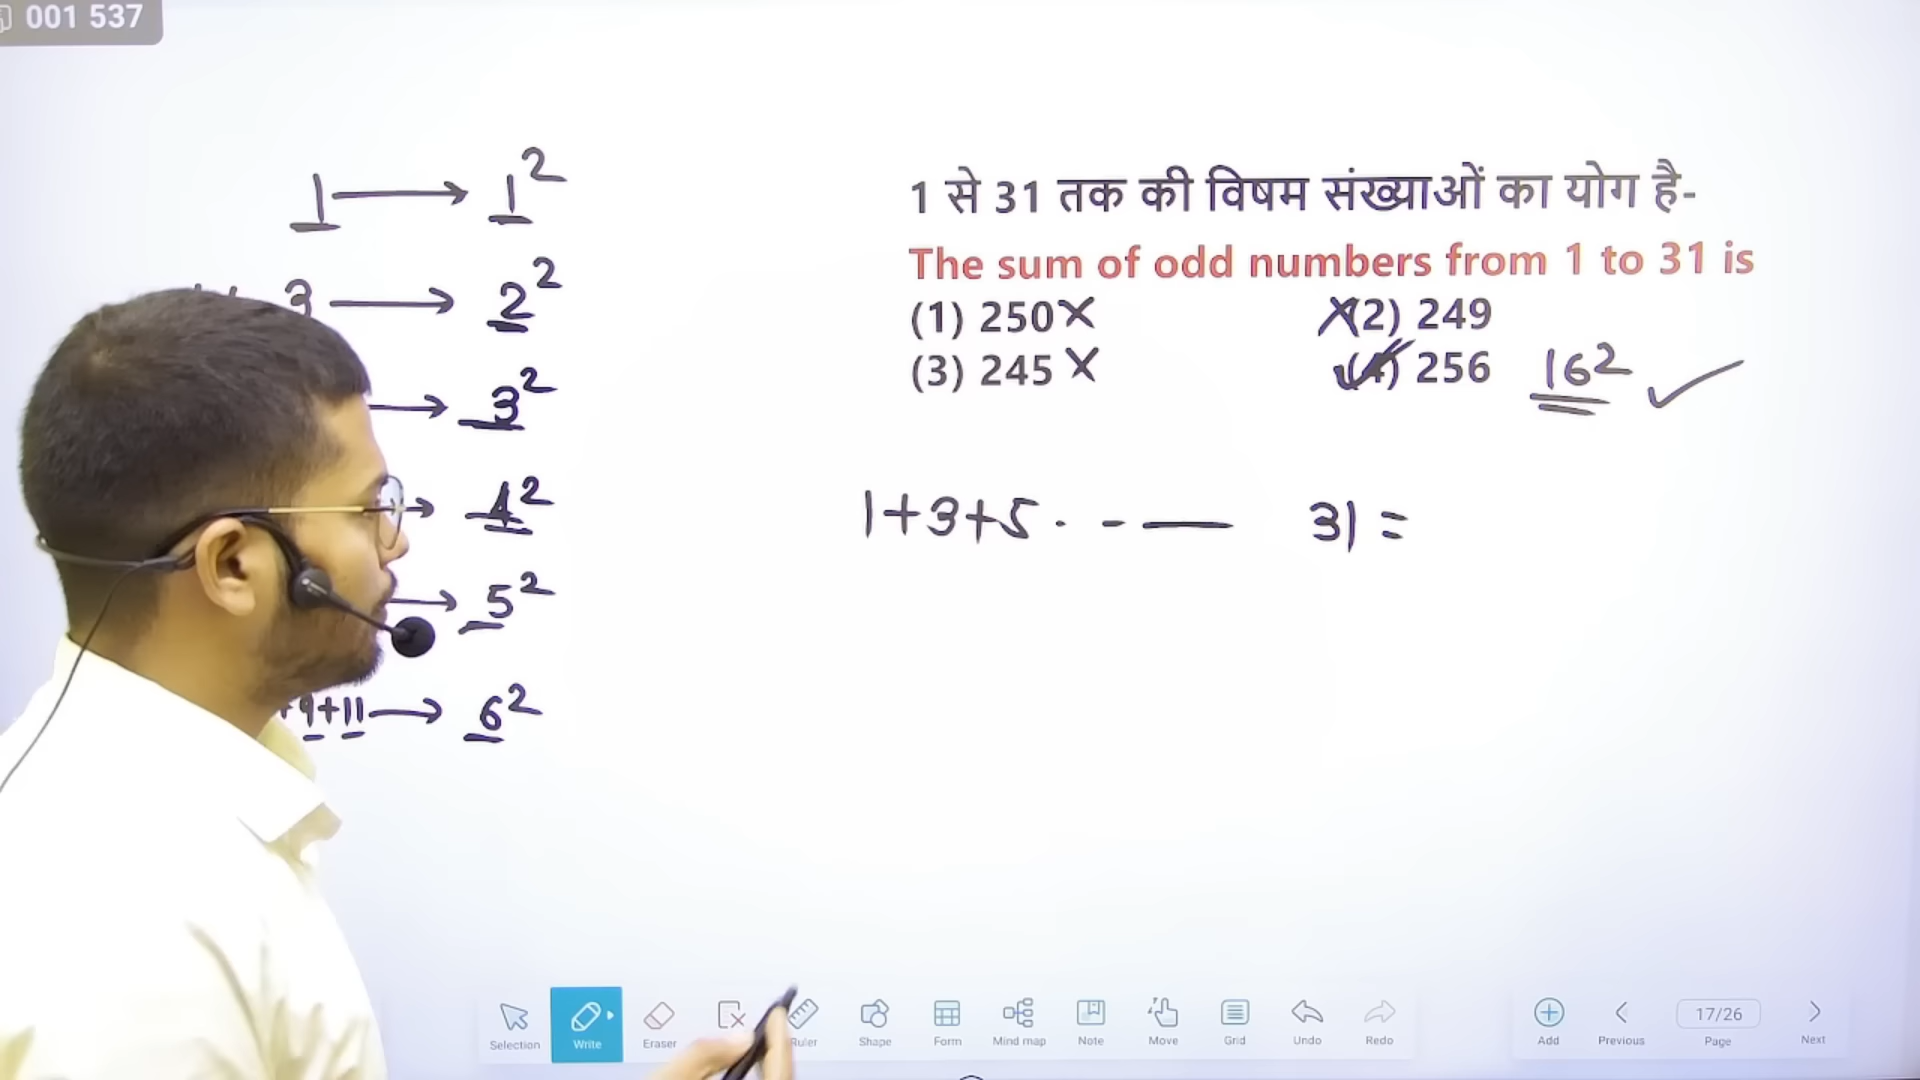 001 537
1 → 1²
3 → 2²
→ 3²
→ 4²
→ 5²
+9+11 → 6²
1 से 31 तक की विषम संख्याओं का योग है-
The sum of odd numbers from 1 to 31 is
(1) 250 X X (2) 249
(3) 245 X (4) 256 16² ✓
1+3+5. - — 31 =
Selection Write Eraser Ruler Shape Form Mind map Note Move Grid Undo Redo Add Previous 17/26 Page Next